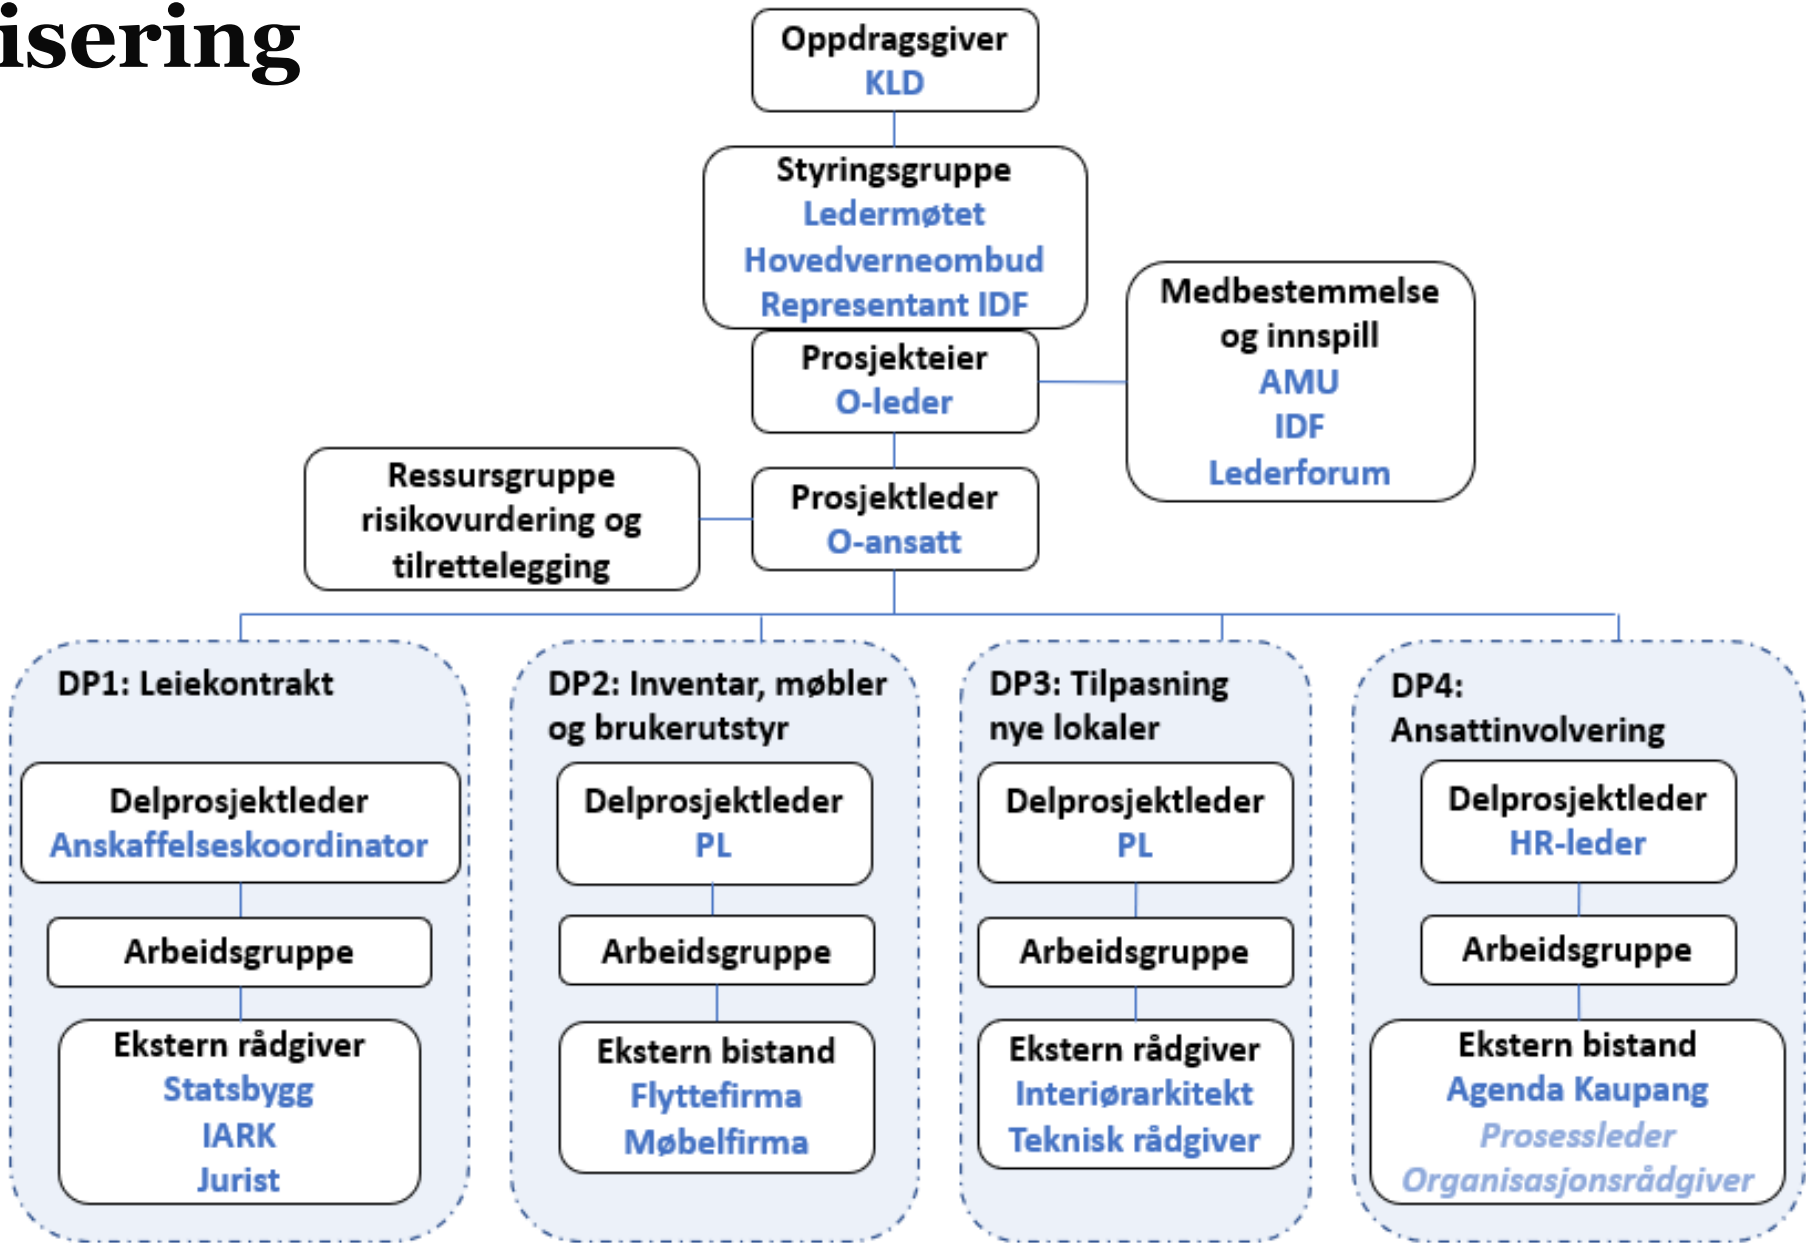 isering
Oppdragsgiver
KLD
Styringsgruppe
Ledermøtet
Hovedverneombud
Representant IDF
Medbestemmelse
og innspill
AMU
IDF
Lederforum
Prosjekteier
O-leder
Ressursgruppe
risikovurdering og
tilrettelegging
Prosjektleder
O-ansatt
DP1: Leiekontrakt
Delprosjektleder
Anskaffelseskoordinator
Arbeidsgruppe
Ekstern rådgiver
Statsbygg
IARK
Jurist
DP2: Inventar, møbler
og brukerutstyr
Delprosjektleder
PL
Arbeidsgruppe
Ekstern bistand
Flyttefirma
Møbelfirma
DP3: Tilpasning
nye lokaler
Delprosjektleder
PL
Arbeidsgruppe
Ekstern rådgiver
Interiørarkitekt
Teknisk rådgiver
DP4:
Ansattinvolvering
Delprosjektleder
HR-leder
Arbeidsgruppe
Ekstern bistand
Agenda Kaupang
Prosessleder
Organisasjonsrådgiver